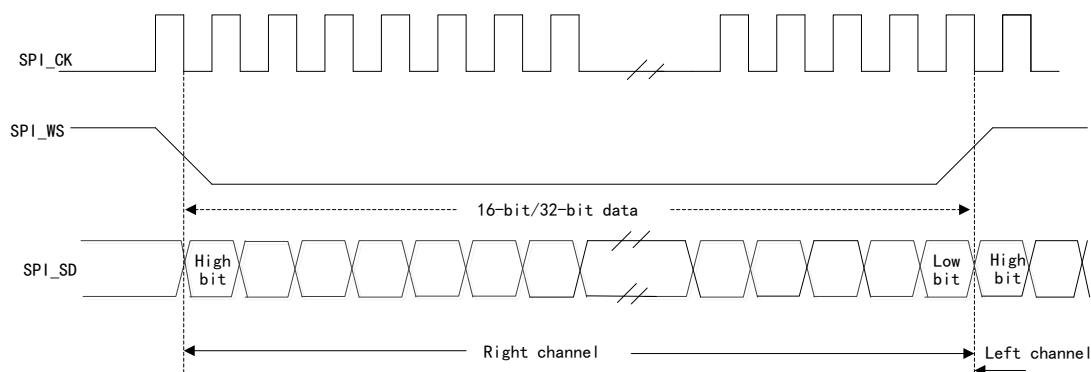 SPI_CK
SPI_WS
16-bit/32-bit data
SPI_SD
High
bit
Low
bit
High
bit
Right channel
Left channel